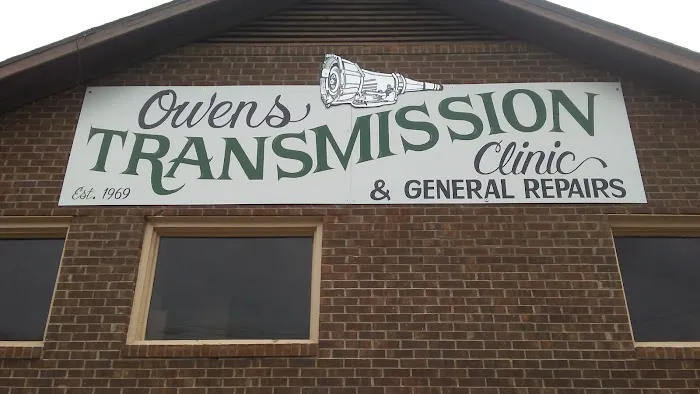 Owens
TRANSMISSION
Clinic
Est. 1969
& GENERAL REPAIRS